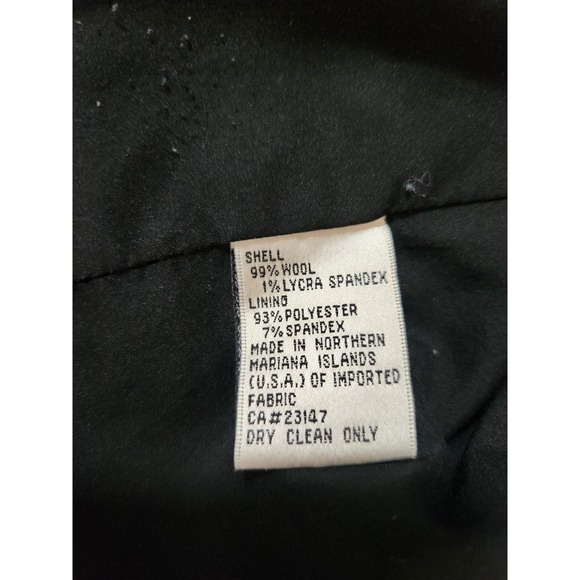 SHELL
99% WOOL
1% LYCRA SPANDEX
LINING
93% POLYESTER
7% SPANDEX
MADE IN NORTHERN
MARIANA ISLANDS
(U.S.A.) OF IMPORTED
FABRIC
CA#23147
DRY CLEAN ONLY